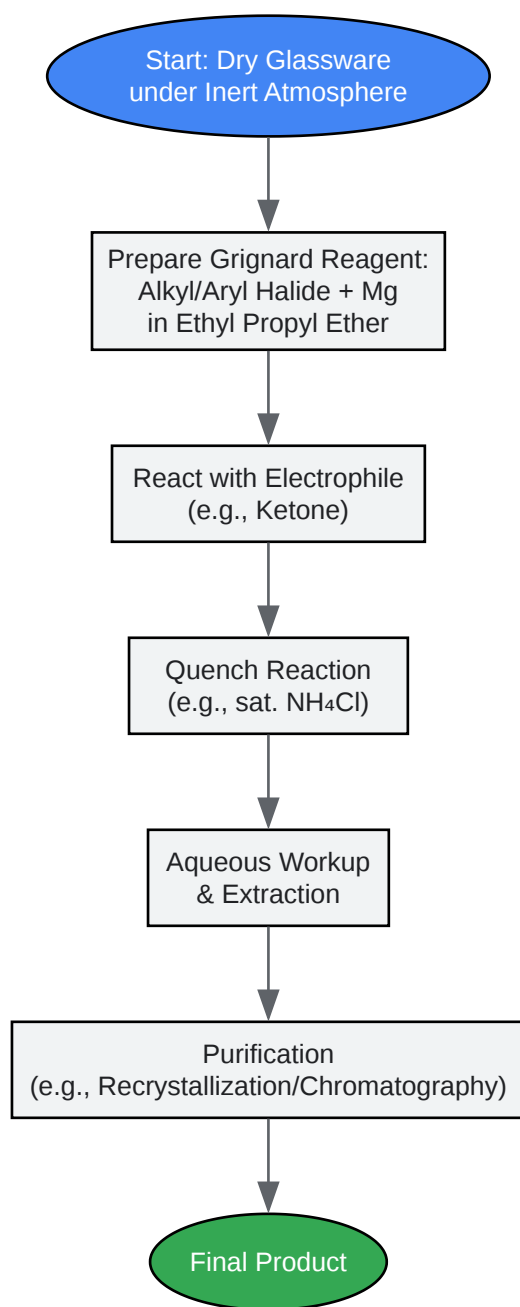 Start: Dry Glassware
under Inert Atmosphere
Prepare Grignard Reagent:
Alkyl/Aryl Halide + Mg
in Ethyl Propyl Ether
React with Electrophile
(e.g., Ketone)
Quench Reaction
(e.g., sat. NH₄Cl)
Aqueous Workup
& Extraction
Purification
(e.g., Recrystallization/Chromatography)
Final Product